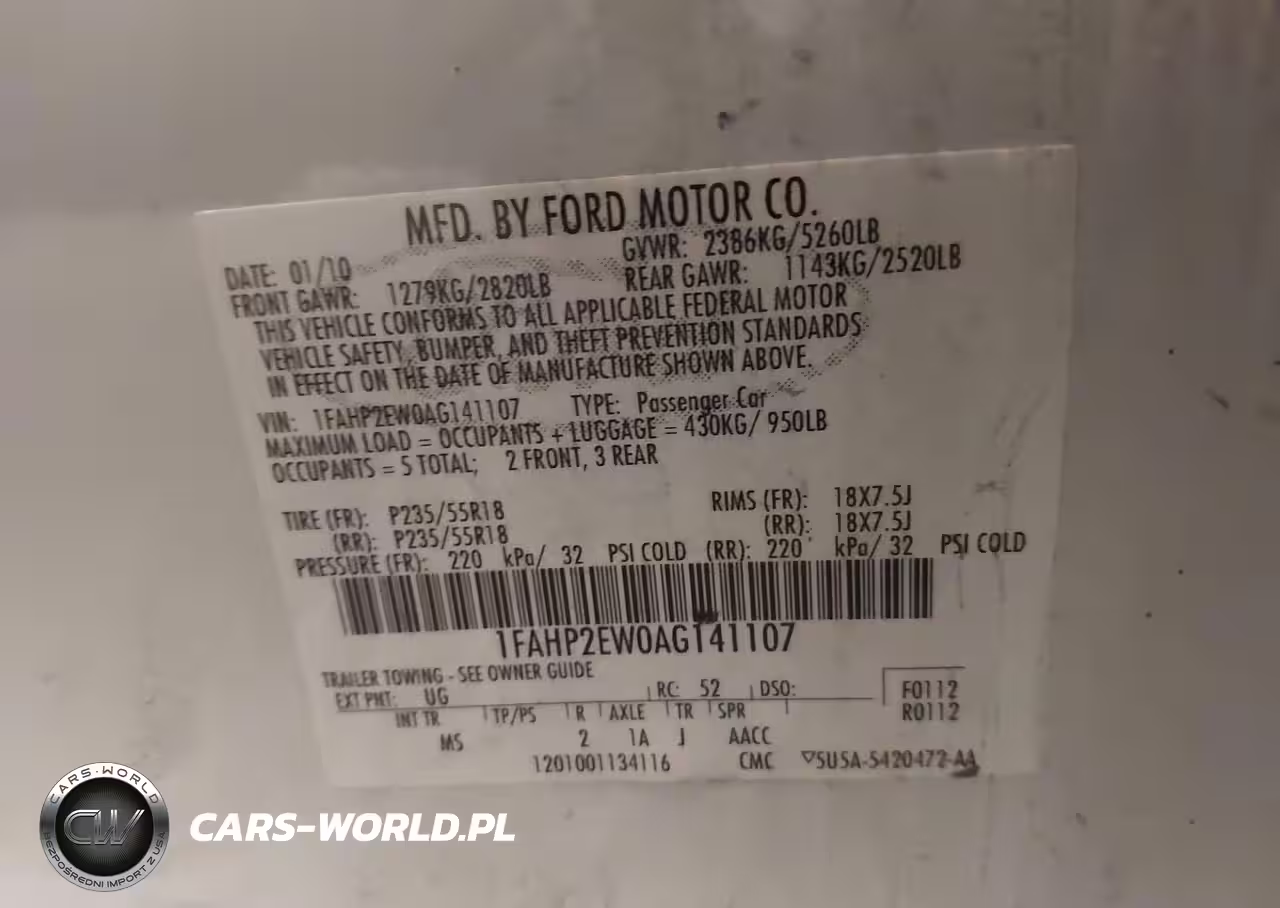 MFD. BY FORD MOTOR CO.
DATE: 01/10 GVWR: 2386KG/5260LB
FRONT GAWR: 1279KG/2820LB REAR GAWR: 1143KG/2520LB
THIS VEHICLE CONFORMS TO ALL APPLICABLE FEDERAL MOTOR
VEHICLE SAFETY, BUMPER, AND THEFT PREVENTION STANDARDS
IN EFFECT ON THE DATE OF MANUFACTURE SHOWN ABOVE.
VIN: 1FAHP2EW0AG141107 TYPE: Passenger Car
MAXIMUM LOAD = OCCUPANTS + LUGGAGE = 430KG/ 950LB
OCCUPANTS = 5 TOTAL; 2 FRONT, 3 REAR
TIRE (FR): P235/55R18 RIMS (FR): 18X7.5J
(RR): P235/55R18 (RR): 18X7.5J
PRESSURE (FR): 220 kPa/ 32 PSI COLD (RR): 220 kPa/ 32 PSI COLD
1FAHP2EW0AG141107
TRAILER TOWING - SEE OWNER GUIDE
EXT PNT: UG RC: 52 DSO: F0112
INT TR TP/PS R AXLE TR SPR R0112
MS 2 1A J AACC
1201001134116 CMC ▽5U5A-5420472-AA
CARS-WORLD
CW
BEZPOŚREDNI IMPORT Z USA
CARS-WORLD.PL